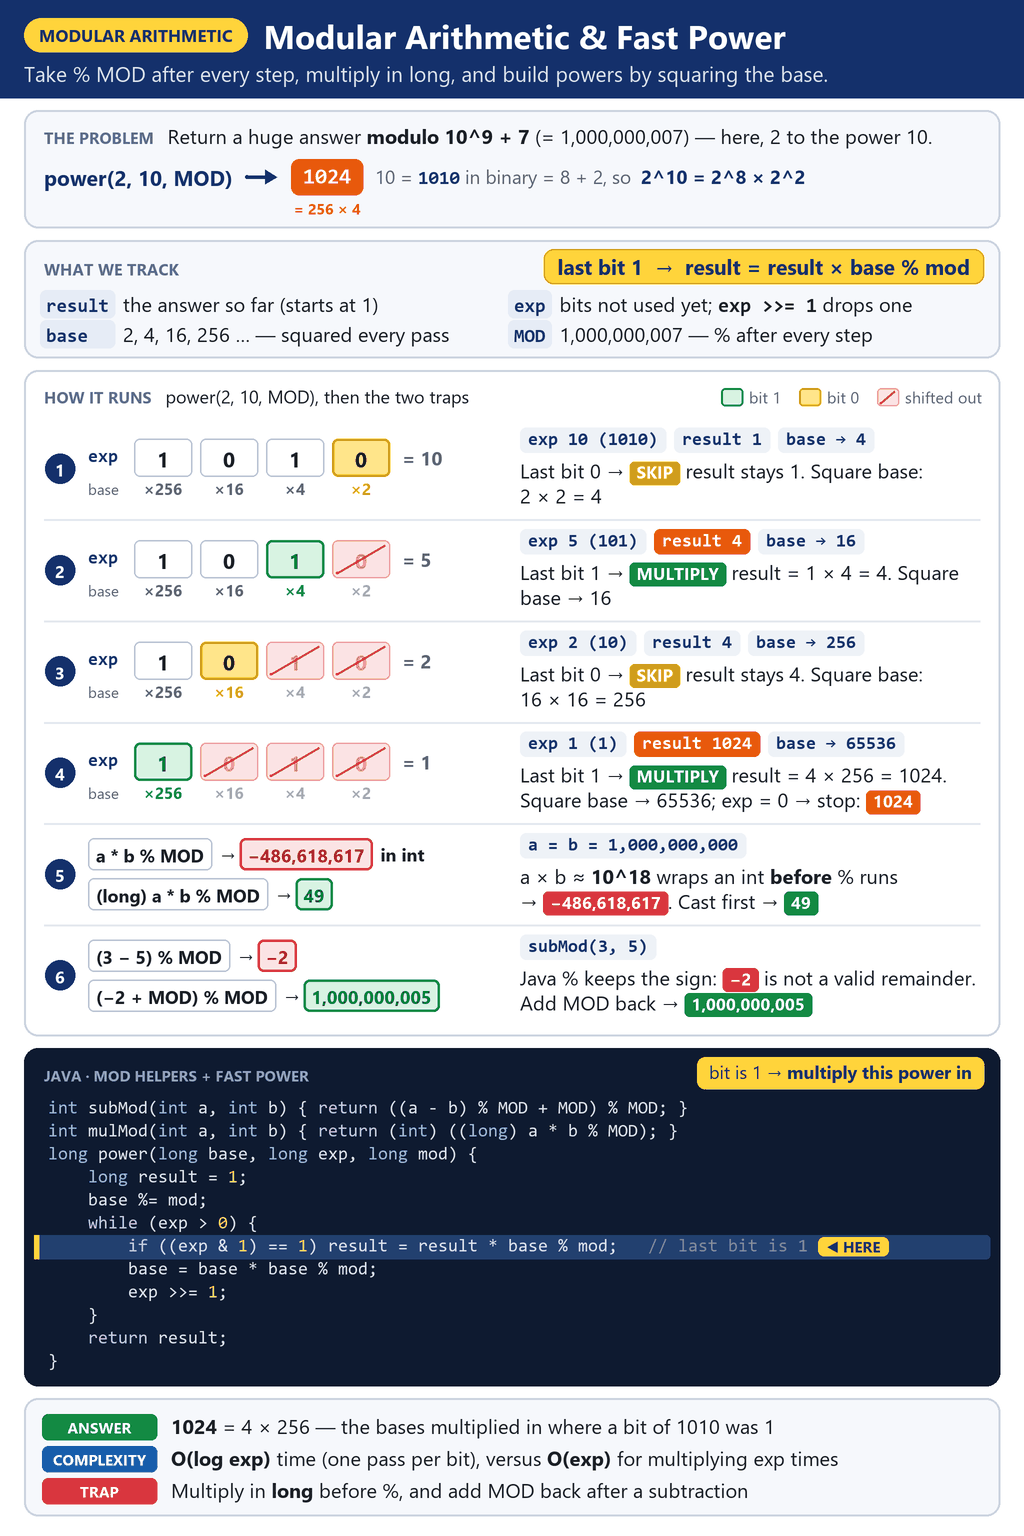 MODULAR ARITHMETIC Modular Arithmetic & Fast Power
Take % MOD after every step, multiply in long, and build powers by squaring the base.
THE PROBLEM Return a huge answer modulo 10^9 + 7 (= 1,000,000,007) — here, 2 to the power 10.
power(2, 10, MOD) → 1024 10 = 1010 in binary = 8 + 2, so 2^10 = 2^8 × 2^2
= 256 × 4
WHAT WE TRACK last bit 1 → result = result × base % mod
result the answer so far (starts at 1) exp bits not used yet; exp >>= 1 drops one
base 2, 4, 16, 256 ... — squared every pass MOD 1,000,000,007 — % after every step
HOW IT RUNS power(2, 10, MOD), then the two traps bit 1 bit 0 shifted out
1 exp 1 0 1 0 = 10
base ×256 ×16 ×4 ×2
exp 10 (1010) result 1 base → 4
Last bit 0 → SKIP result stays 1. Square base:
2 × 2 = 4
2 exp 1 0 1 0 = 5
base ×256 ×16 ×4 ×2
exp 5 (101) result 4 base → 16
Last bit 1 → MULTIPLY result = 1 × 4 = 4. Square
base → 16
3 exp 1 0 1 0 = 2
base ×256 ×16 ×4 ×2
exp 2 (10) result 4 base → 256
Last bit 0 → SKIP result stays 4. Square base:
16 × 16 = 256
4 exp 1 0 1 0 = 1
base ×256 ×16 ×4 ×2
exp 1 (1) result 1024 base → 65536
Last bit 1 → MULTIPLY result = 4 × 256 = 1024.
Square base → 65536; exp = 0 → stop: 1024
5 a * b % MOD → −486,618,617 in int
(long) a * b % MOD → 49
a = b = 1,000,000,000
a × b ≈ 10^18 wraps an int before % runs
→ −486,618,617. Cast first → 49
6 (3 − 5) % MOD → −2
(−2 + MOD) % MOD → 1,000,000,005
subMod(3, 5)
Java % keeps the sign: −2 is not a valid remainder.
Add MOD back → 1,000,000,005
JAVA · MOD HELPERS + FAST POWER bit is 1 → multiply this power in
int subMod(int a, int b) { return ((a - b) % MOD + MOD) % MOD; }
int mulMod(int a, int b) { return (int) ((long) a * b % MOD); }
long power(long base, long exp, long mod) {
long result = 1;
base %= mod;
while (exp > 0) {
if ((exp & 1) == 1) result = result * base % mod; // last bit is 1 ◀ HERE
base = base * base % mod;
exp >>= 1;
}
return result;
}
ANSWER 1024 = 4 × 256 — the bases multiplied in where a bit of 1010 was 1
COMPLEXITY O(log exp) time (one pass per bit), versus O(exp) for multiplying exp times
TRAP Multiply in long before %, and add MOD back after a subtraction